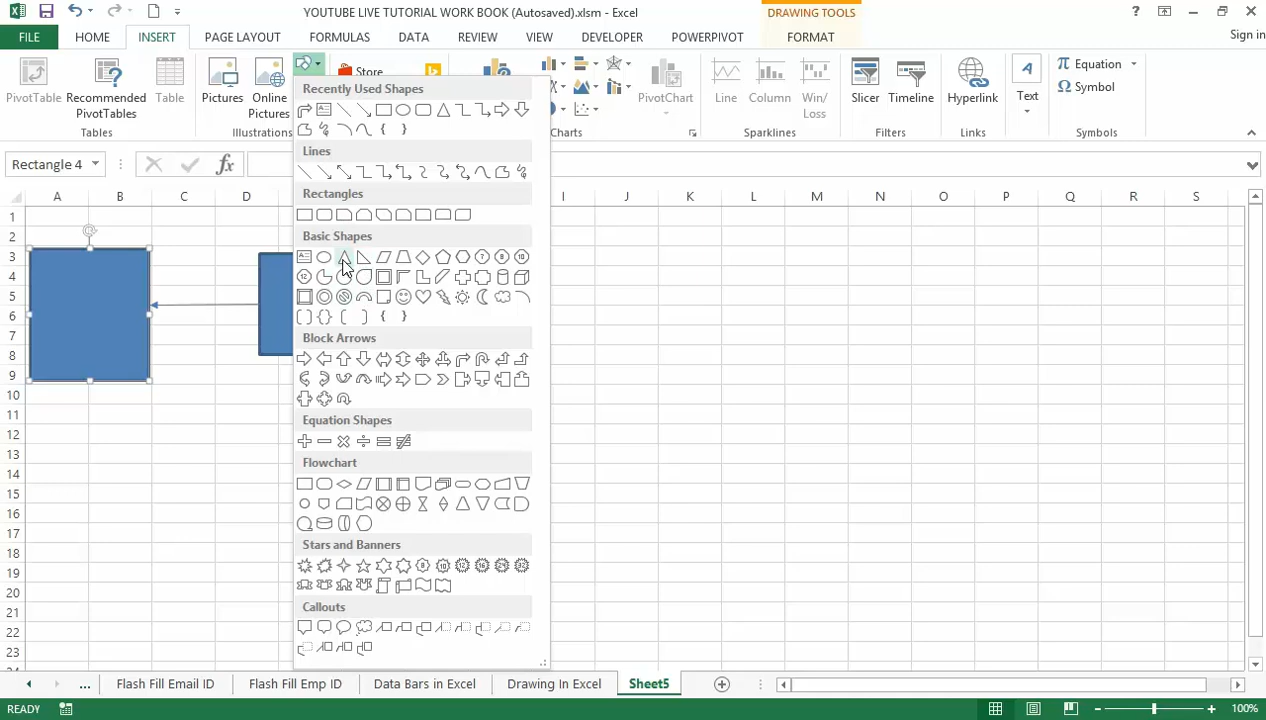 YOUTUBE LIVE TUTORIAL WORK BOOK (Autosaved).xlsm - Excel
DRAWING TOOLS
?
FILE
HOME
INSERT
PAGE LAYOUT
FORMULAS
DATA
REVIEW
VIEW
DEVELOPER
POWERPIVOT
FORMAT
Sign in
PivotTable
Recommended
PivotTables
Table
Tables
Pictures
Online
Pictures
Illustrations
Store
Charts
PivotChart
Line
Column
Win/
Loss
Sparklines
Slicer
Timeline
Filters
Hyperlink
Links
A
Text
π Equation
Ω Symbol
Symbols
Rectangle 4
fx
Recently Used Shapes
Lines
Rectangles
Basic Shapes
Block Arrows
Equation Shapes
Flowchart
Stars and Banners
Callouts
A B C D I J K L M N O P Q R S
1
2
3
4
5
6
7
8
9
10
11
12
13
14
15
16
17
18
19
20
21
22
23
... Flash Fill Email ID Flash Fill Emp ID Data Bars in Excel Drawing In Excel Sheet5
READY
100%